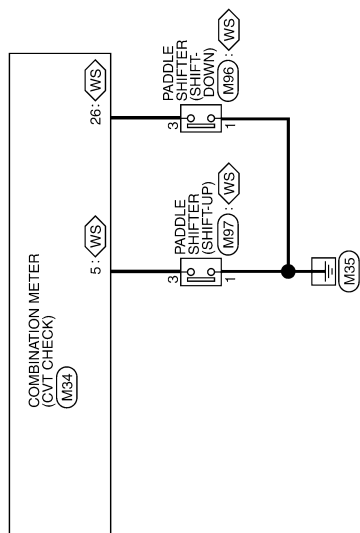 COMBINATION METER
(CVT CHECK)
M34
5 : WS
26 : WS
3
PADDLE
SHIFTER
(SHIFT-UP)
M97 : WS
1
3
PADDLE
SHIFTER
(SHIFT-
DOWN)
M96 : WS
1
M35